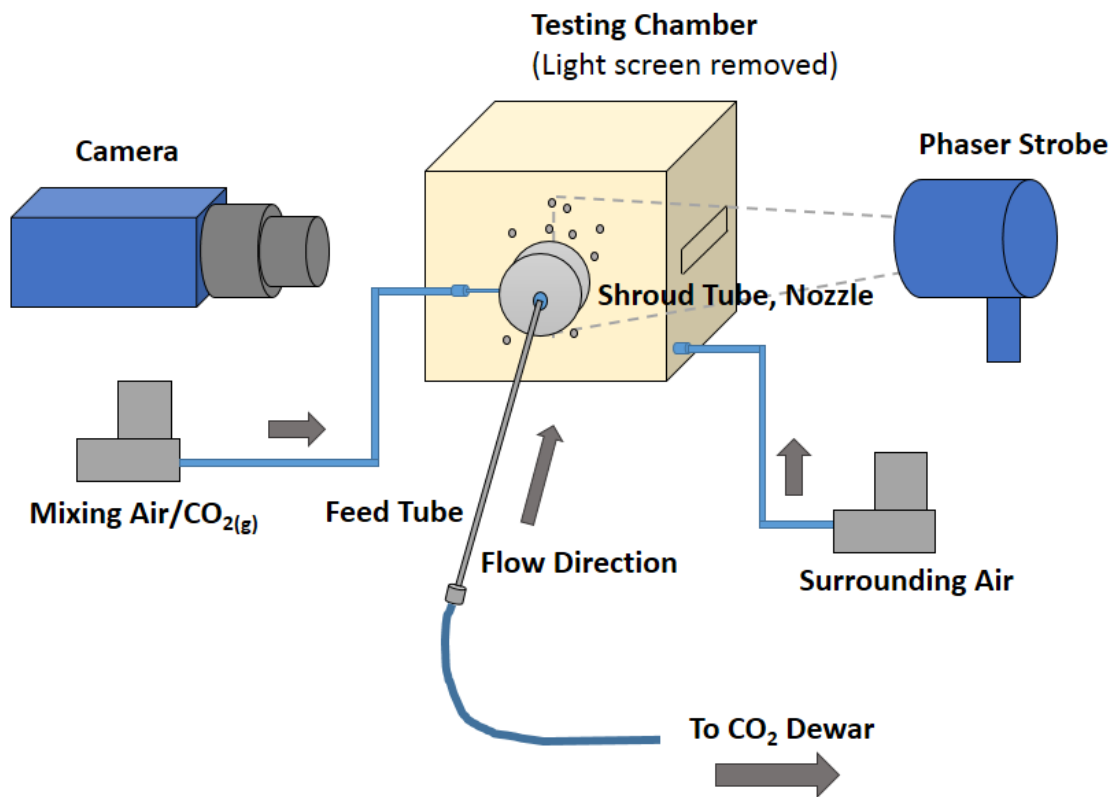 Testing Chamber
(Light screen removed)
Camera
Phaser Strobe
Shroud Tube, Nozzle
Mixing Air/CO₂(g)
Feed Tube
Flow Direction
Surrounding Air
To CO₂ Dewar